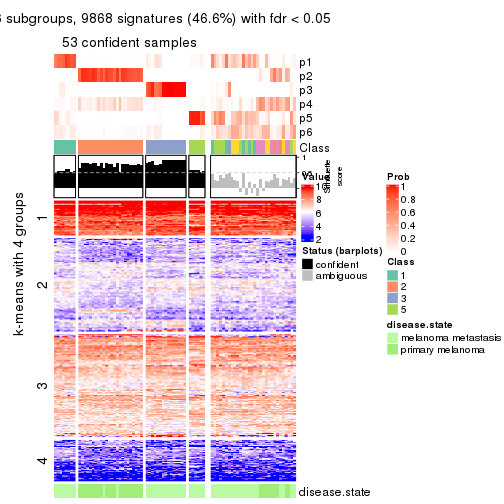 subgroups, 9868 signatures (46.6%) with fdr < 0.05
53 confident samples
p1
p2
p3
p4
p5
p6
Class
1
Silhouette
score
Value
8
6
4
2
Prob
1
0.8
0.6
0.4
0.2
0
Status (barplots)
confident
ambiguous
Class
1
2
3
5
disease.state
melanoma metastasis
primary melanoma
k-means with 4 groups
1
2
3
4
disease.state